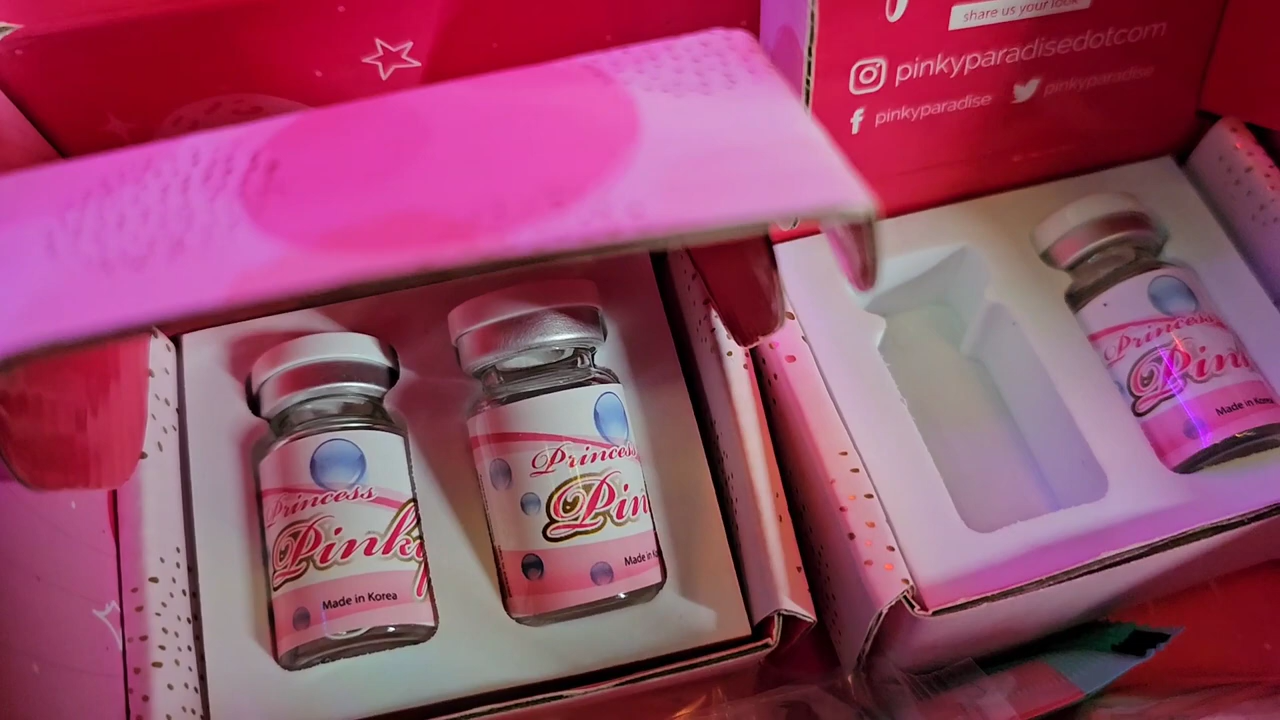 share us your look
pinkyparadisedotcom
pinkyparadise
pinkyparadise
Princess
Pinky
Made in Korea
Princess
Pin
Made in Ko
Princess
Pin
Made in Korea